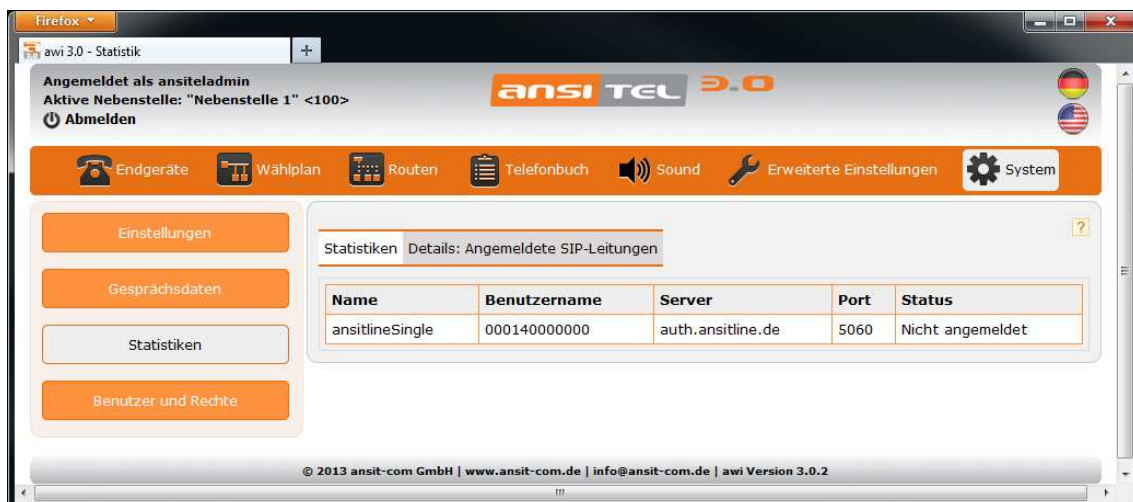 Firefox
awi 3.0 - Statistik
Angemeldet als ansiteladmin
Aktive Nebenstelle: "Nebenstelle 1" <100>
Abmelden
ansi TEL 3.0
Endgeräte Wählplan Routen Telefonbuch Sound Erweiterte Einstellungen System
Einstellungen
Gesprächsdaten
Statistiken
Benutzer und Rechte
?
Statistiken Details: Angemeldete SIP-Leitungen
Name Benutzername Server Port Status
ansitlineSingle 000140000000 auth.ansitline.de 5060 Nicht angemeldet
© 2013 ansit-com GmbH | www.ansit-com.de | info@ansit-com.de | awi Version 3.0.2